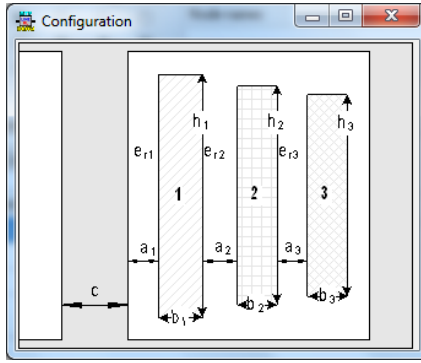 Configuration
h1 h2 h3
er1 er2 er3
1 2 3
a1 a2 a3
c
b1 b2 b3